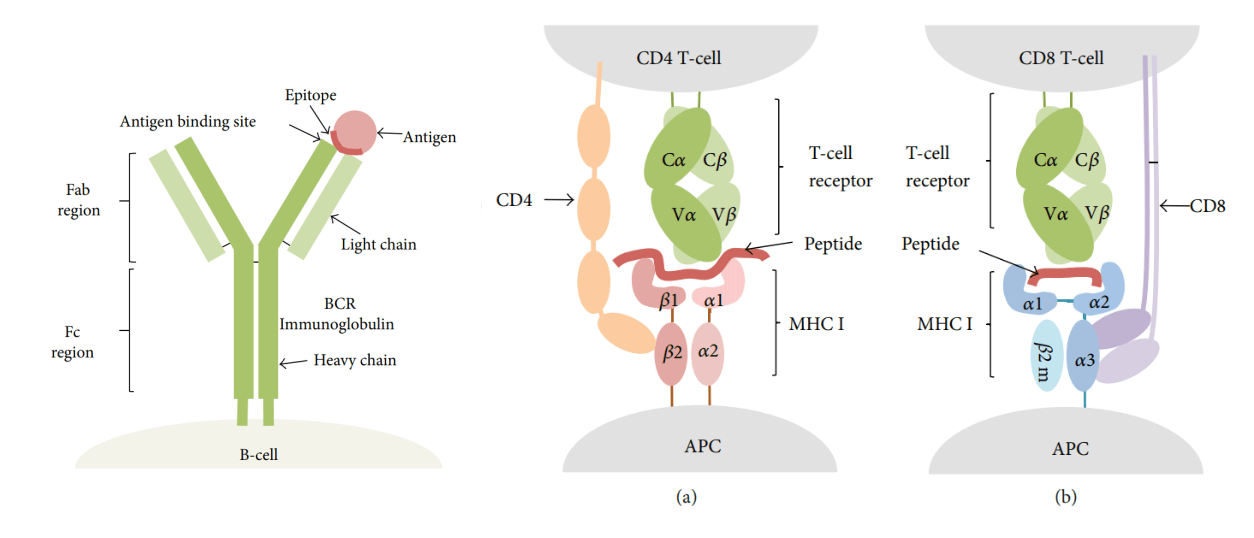 Epitope
Antigen binding site
Antigen
Fab
region
Light chain
Fc
region
BCR
Immunoglobulin
Heavy chain
B-cell
CD4 T-cell
Cα
Cβ
Vα
Vβ
T-cell
receptor
CD4
Peptide
β1
α1
MHC I
β2
α2
APC
(a)
CD8 T-cell
T-cell
receptor
Cα
Cβ
Vα
Vβ
CD8
Peptide
α1
α2
MHC I
β2 m
α3
APC
(b)